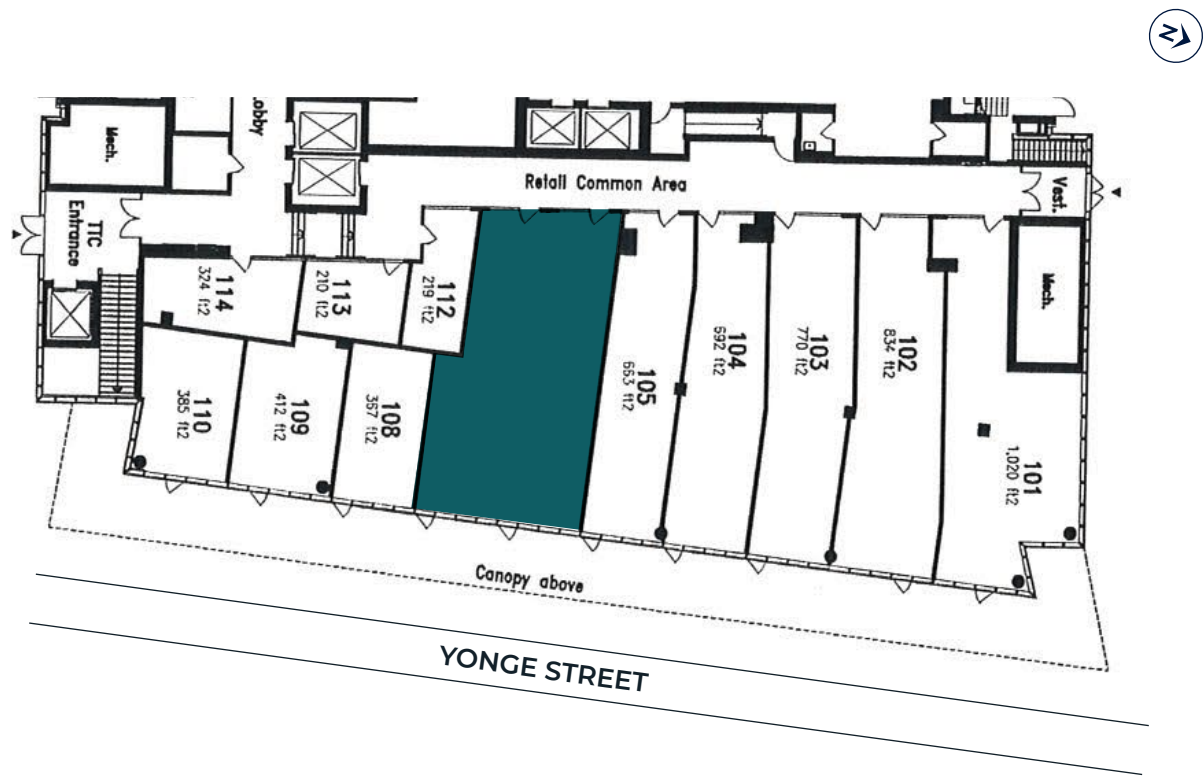 N
Lobby
Mech.
Retail Common Area
Vest.
TTC
Entrance
114
324 ft2
113
210 ft2
112
219 ft2
Mech.
105
663 ft2
104
692 ft2
103
770 ft2
102
834 ft2
101
1,020 ft2
110
385 ft2
109
412 ft2
108
357 ft2
Canopy above
YONGE STREET